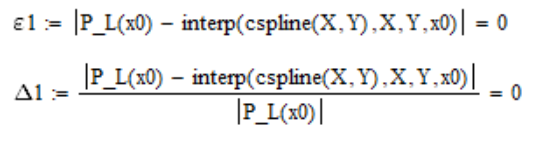 ε1 := |P_L(x0) − interp(cspline(X,Y),X,Y,x0)| = 0
Δ1 := |P_L(x0) − interp(cspline(X,Y),X,Y,x0)| / |P_L(x0)| = 0